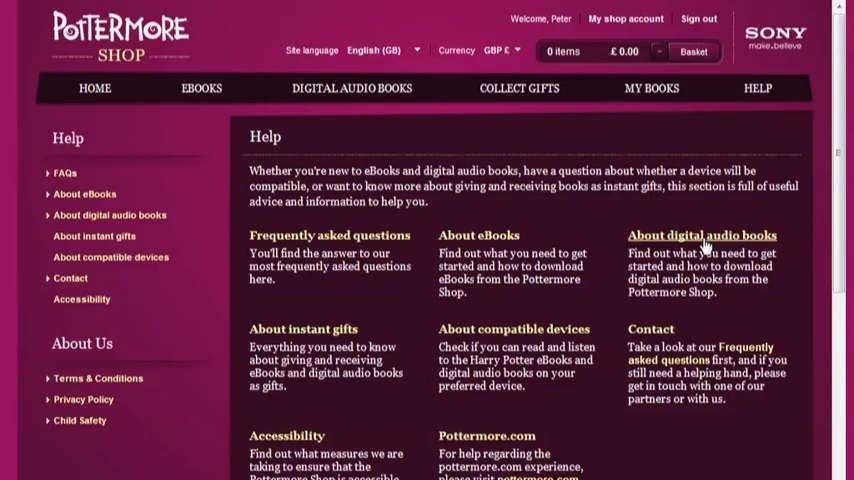 POTTERMORE
SHOP
Welcome, Peter
My shop account
Sign out
Site language English (GB)
Currency GBP £
0 items £ 0.00
Basket
SONY
make.believe
HOME
EBOOKS
DIGITAL AUDIO BOOKS
COLLECT GIFTS
MY BOOKS
HELP
Help
FAQs
About eBooks
About digital audio books
About instant gifts
About compatible devices
Contact
Accessibility
About Us
Terms & Conditions
Privacy Policy
Child Safety
Help
Whether you're new to eBooks and digital audio books, have a question about whether a device will be
compatible, or want to know more about giving and receiving books as instant gifts, this section is full of useful
advice and information to help you.
Frequently asked questions
You'll find the answer to our
most frequently asked questions
here.
About eBooks
Find out what you need to get
started and how to download
eBooks from the Pottermore
Shop.
About digital audio books
Find out what you need to get
started and how to download
digital audio books from the
Pottermore Shop.
About instant gifts
Everything you need to know
about giving and receiving
eBooks and digital audio books
as gifts.
About compatible devices
Check if you can read and listen
to the Harry Potter eBooks and
digital audio books on your
preferred device.
Contact
Take a look at our Frequently
asked questions first, and if you
still need a helping hand, please
get in touch with one of our
partners or with us.
Accessibility
Find out what measures we are
taking to ensure that the
Pottermore Shop is accessible
Pottermore.com
For help regarding the
pottermore.com experience,
please visit pottermore.com